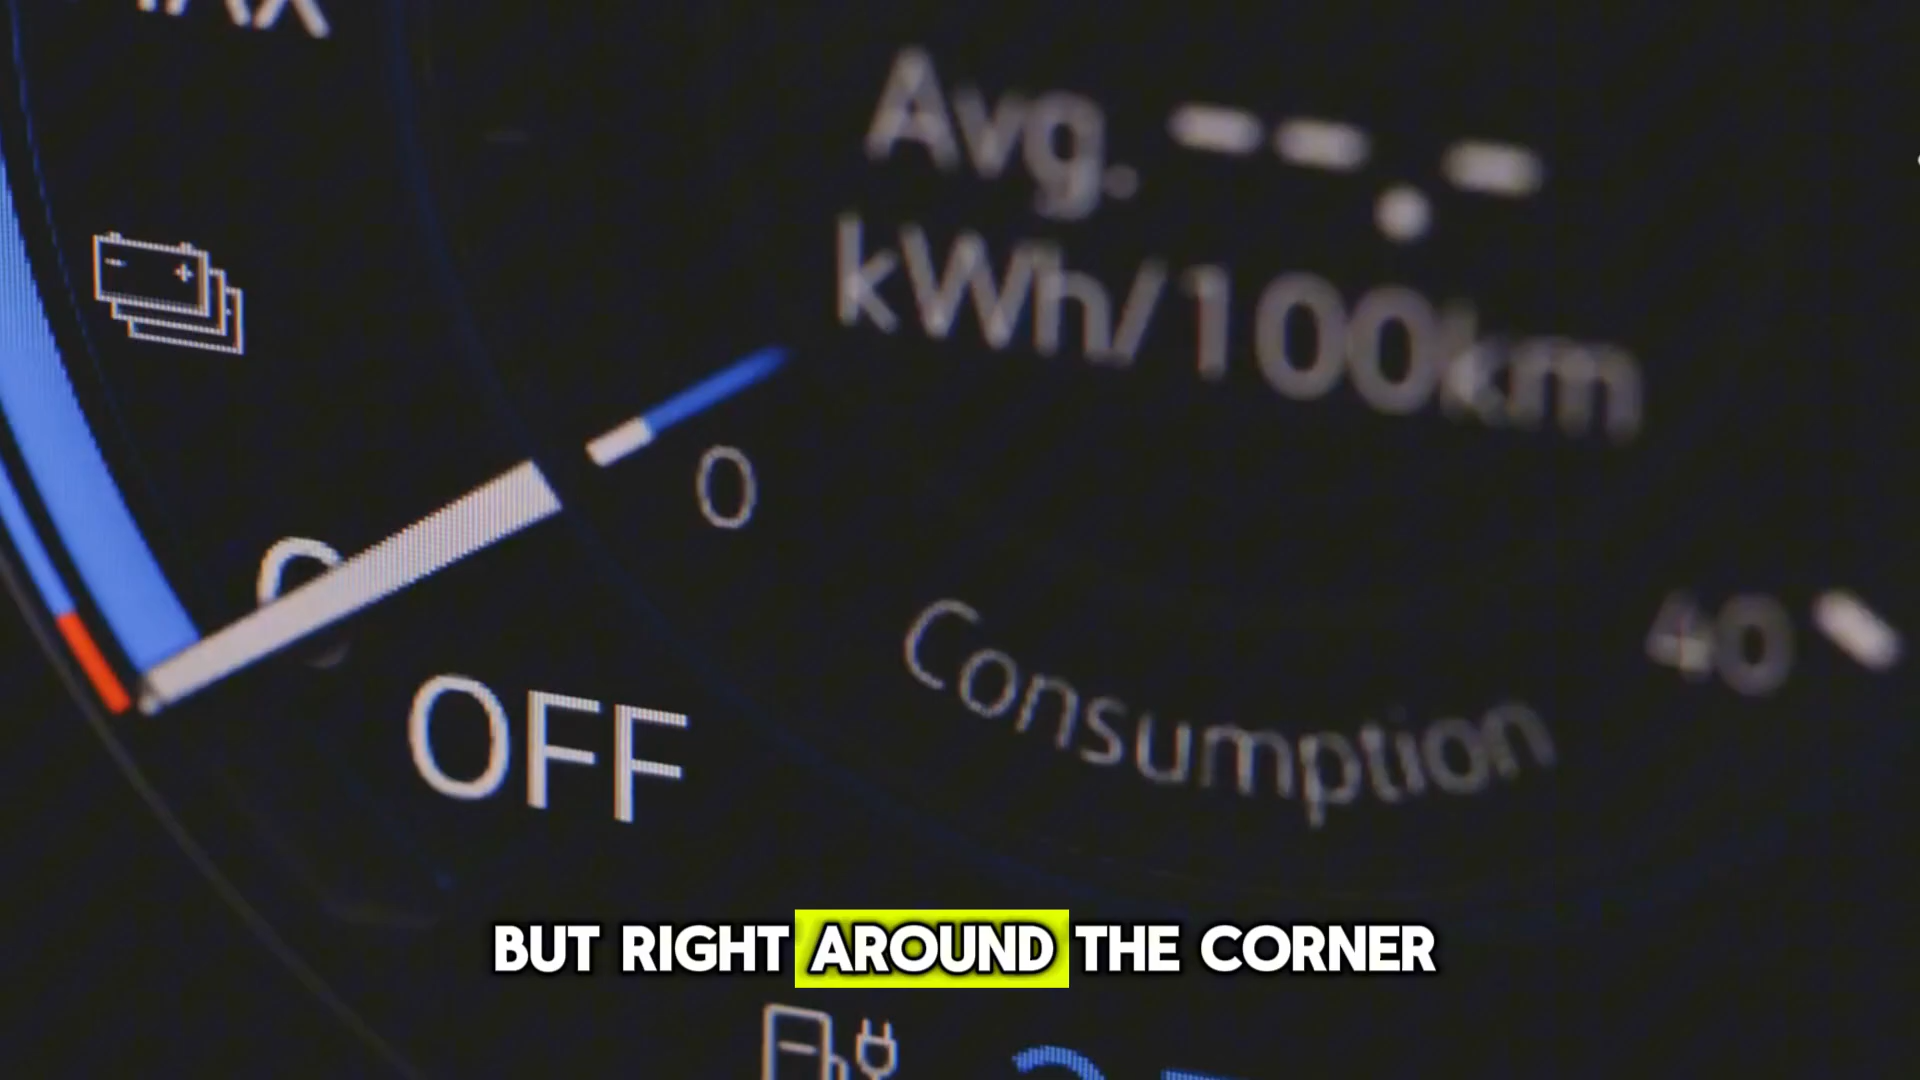 Avg. --.-
kWh/100km
0
40
Consumption
OFF
BUT RIGHT AROUND THE CORNER